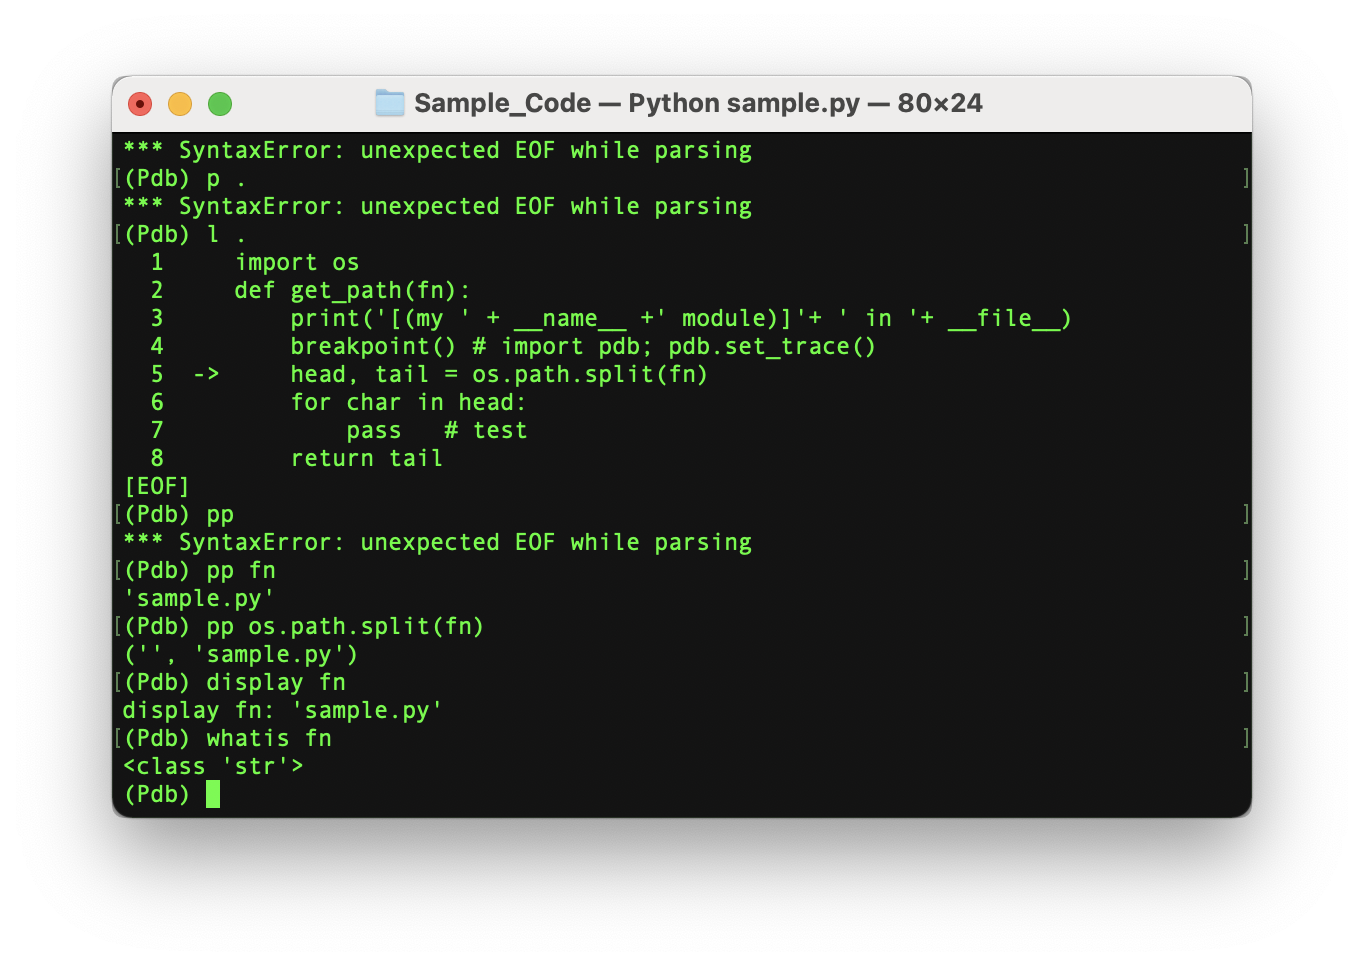 Sample_Code — Python sample.py — 80×24
*** SyntaxError: unexpected EOF while parsing
[(Pdb) p .                                                                      ]
*** SyntaxError: unexpected EOF while parsing
[(Pdb) l .                                                                      ]
  1     import os
  2     def get_path(fn):
  3         print('[(my ' + __name__ +' module)]'+ ' in '+ __file__)
  4         breakpoint() # import pdb; pdb.set_trace()
  5  ->     head, tail = os.path.split(fn)
  6         for char in head:
  7             pass   # test
  8         return tail
[EOF]
[(Pdb) pp                                                                       ]
*** SyntaxError: unexpected EOF while parsing
[(Pdb) pp fn                                                                    ]
'sample.py'
[(Pdb) pp os.path.split(fn)                                                     ]
('', 'sample.py')
[(Pdb) display fn                                                               ]
display fn: 'sample.py'
[(Pdb) whatis fn                                                                ]
<class 'str'>
(Pdb)